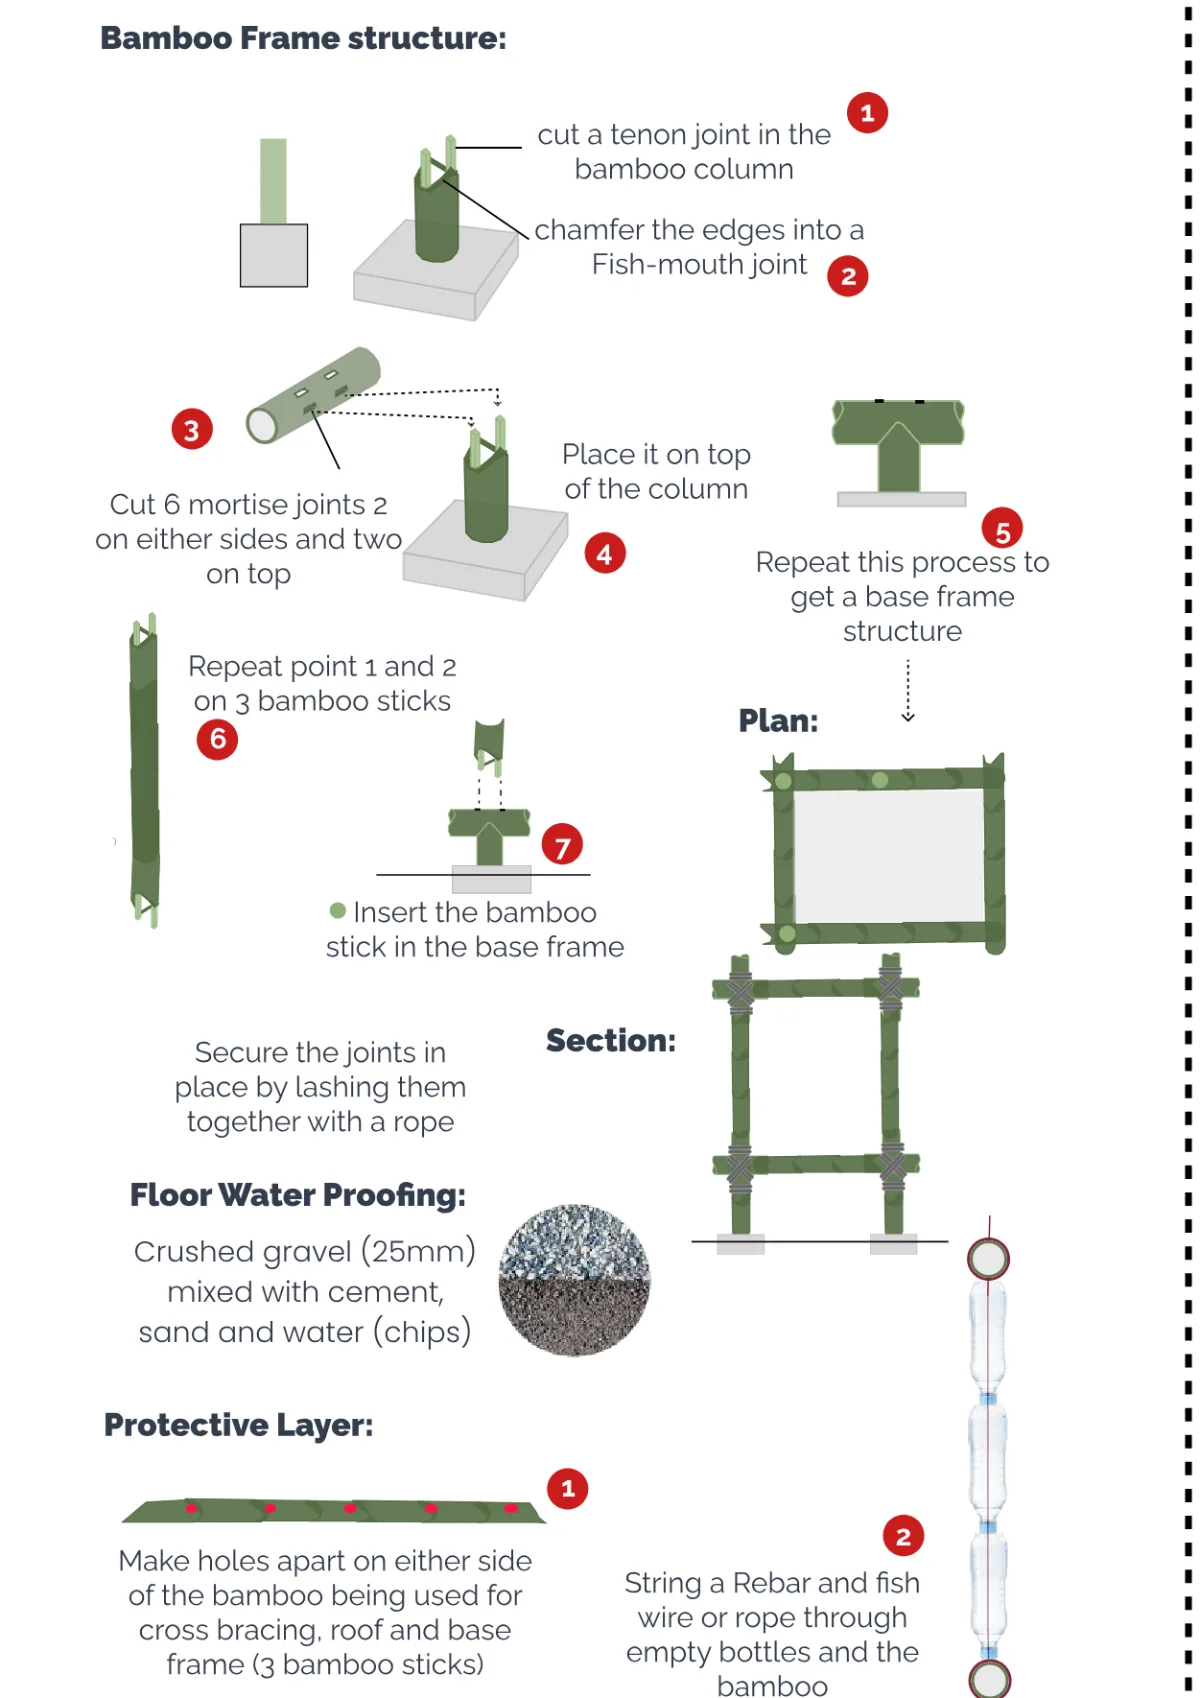 Bamboo Frame structure:
1
cut a tenon joint in the
bamboo column
chamfer the edges into a
Fish-mouth joint
2
3
Cut 6 mortise joints 2
on either sides and two
on top
Place it on top
of the column
4
5
Repeat this process to
get a base frame
structure
Repeat point 1 and 2
on 3 bamboo sticks
6
7
Insert the bamboo
stick in the base frame
Plan:
Section:
Secure the joints in
place by lashing them
together with a rope
Floor Water Proofing:
Crushed gravel (25mm)
mixed with cement,
sand and water (chips)
Protective Layer:
1
Make holes apart on either side
of the bamboo being used for
cross bracing, roof and base
frame (3 bamboo sticks)
2
String a Rebar and fish
wire or rope through
empty bottles and the
bamboo